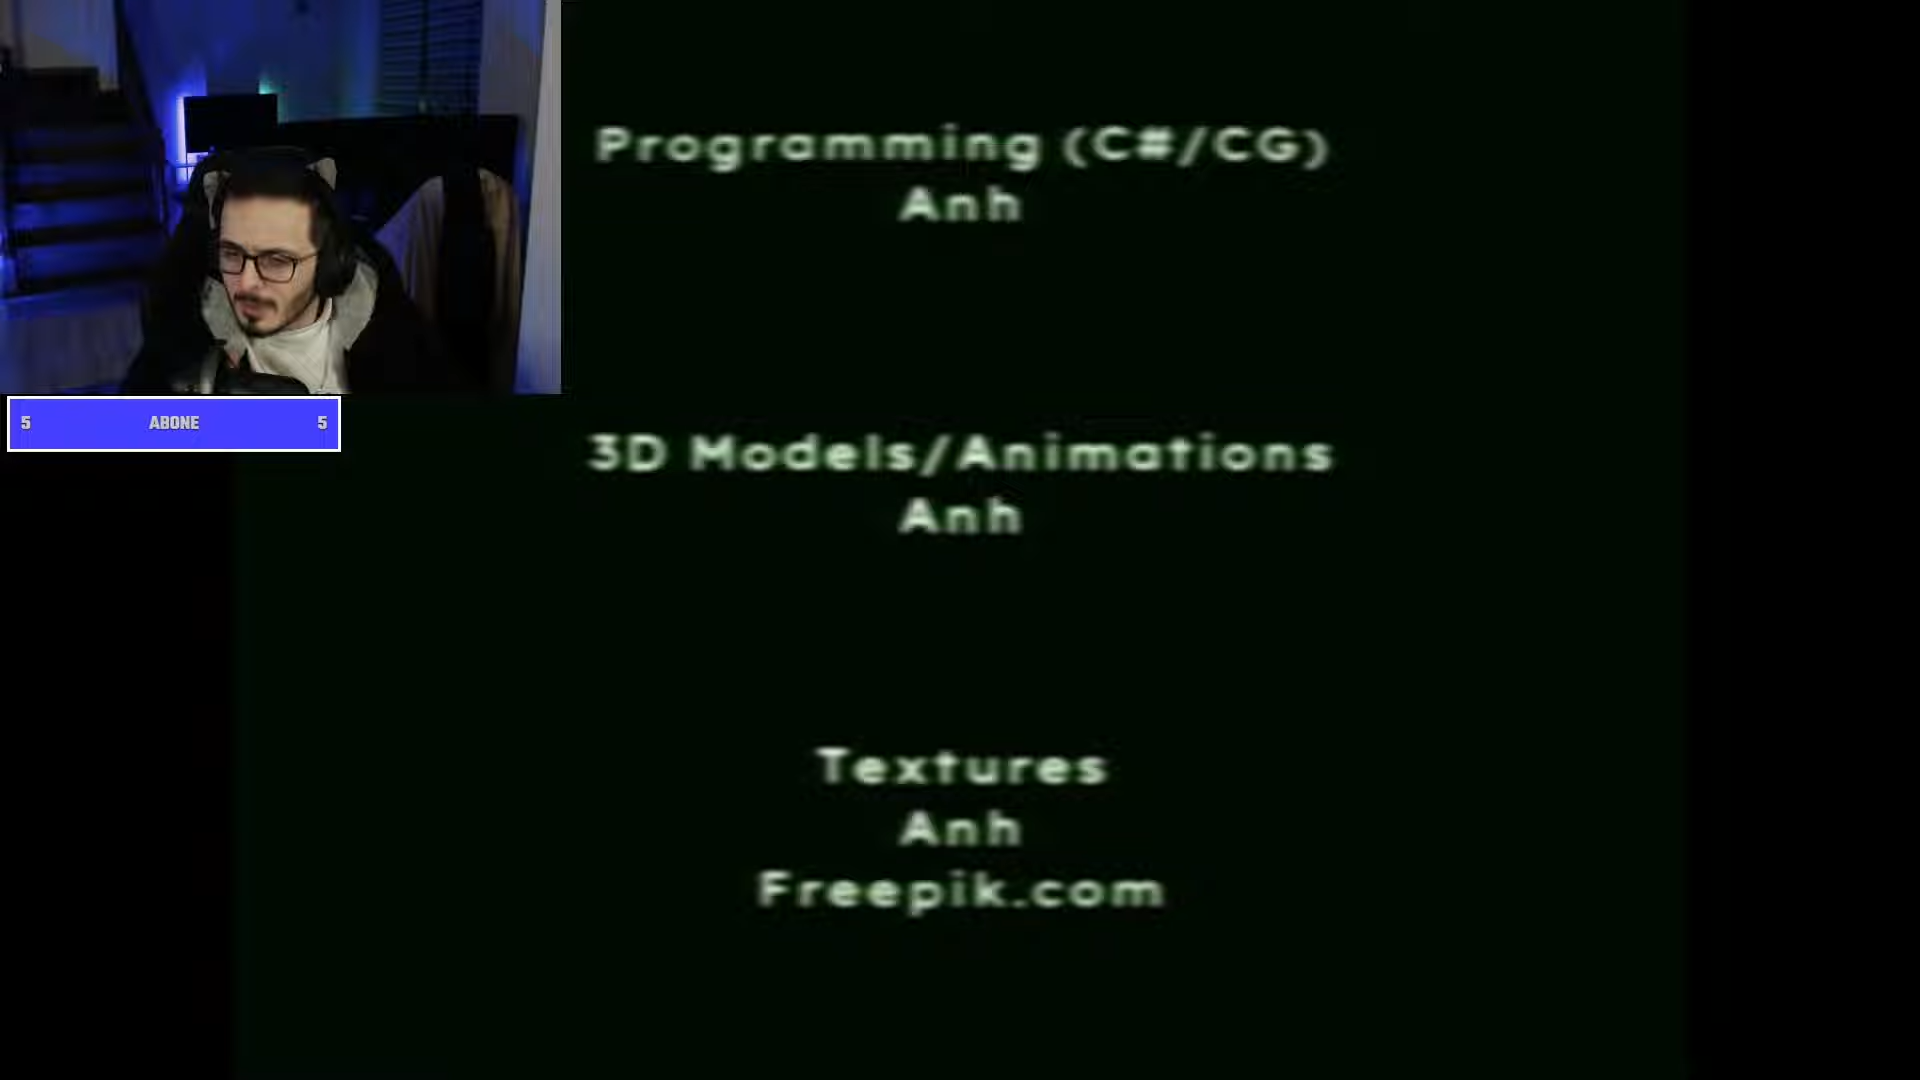 Programming (C#/CG)
Anh
5 ABONE 5
3D Models/Animations
Anh
Textures
Anh
Freepik.com